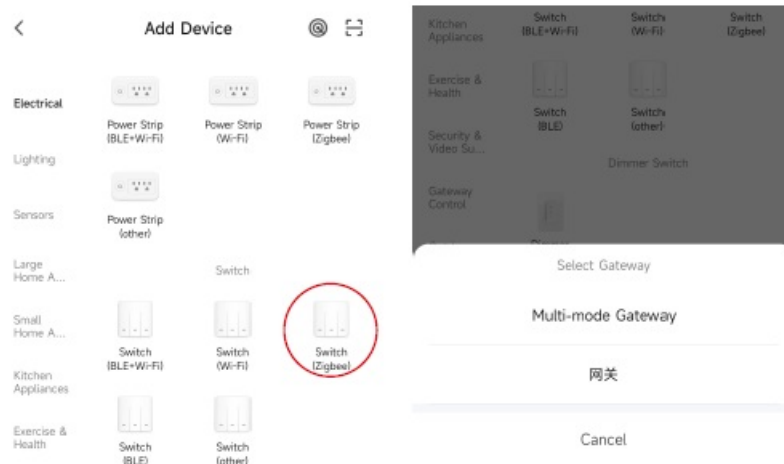 Add Device
Electrical
Lighting
Sensors
Large
Home A...
Small
Home A...
Kitchen
Appliances
Exercise &
Health
Power Strip
(BLE+Wi-Fi)
Power Strip
(Wi-Fi)
Power Strip
(Zigbee)
Power Strip
(other)
Switch
Switch
(BLE+Wi-Fi)
Switch
(Wi-Fi)
Switch
(Zigbee)
Switch
(BLE)
Switch
(other)
Kitchen
Appliances
Exercise &
Health
Security &
Video Su...
Gateway
Control
Switch
(BLE+Wi-Fi)
Switch
(Wi-Fi)
Switch
(Zigbee)
Switch
(BLE)
Switch
(other)
Dimmer Switch
Dimmer
Select Gateway
Multi-mode Gateway
网关
Cancel